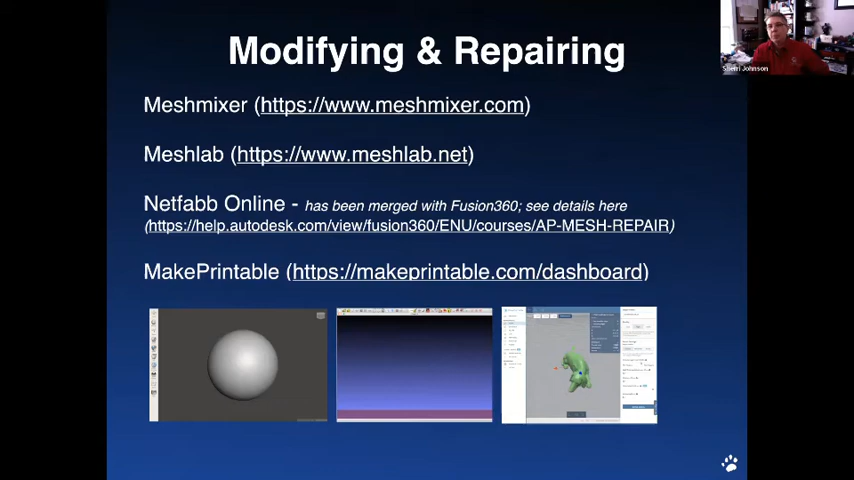 Modifying & Repairing
Meshmixer (https://www.meshmixer.com)
Meshlab (https://www.meshlab.net)
Netfabb Online - has been merged with Fusion360; see details here
(https://help.autodesk.com/view/fusion360/ENU/courses/AP-MESH-REPAIR)
MakePrintable (https://makeprintable.com/dashboard)
Sherri Johnson